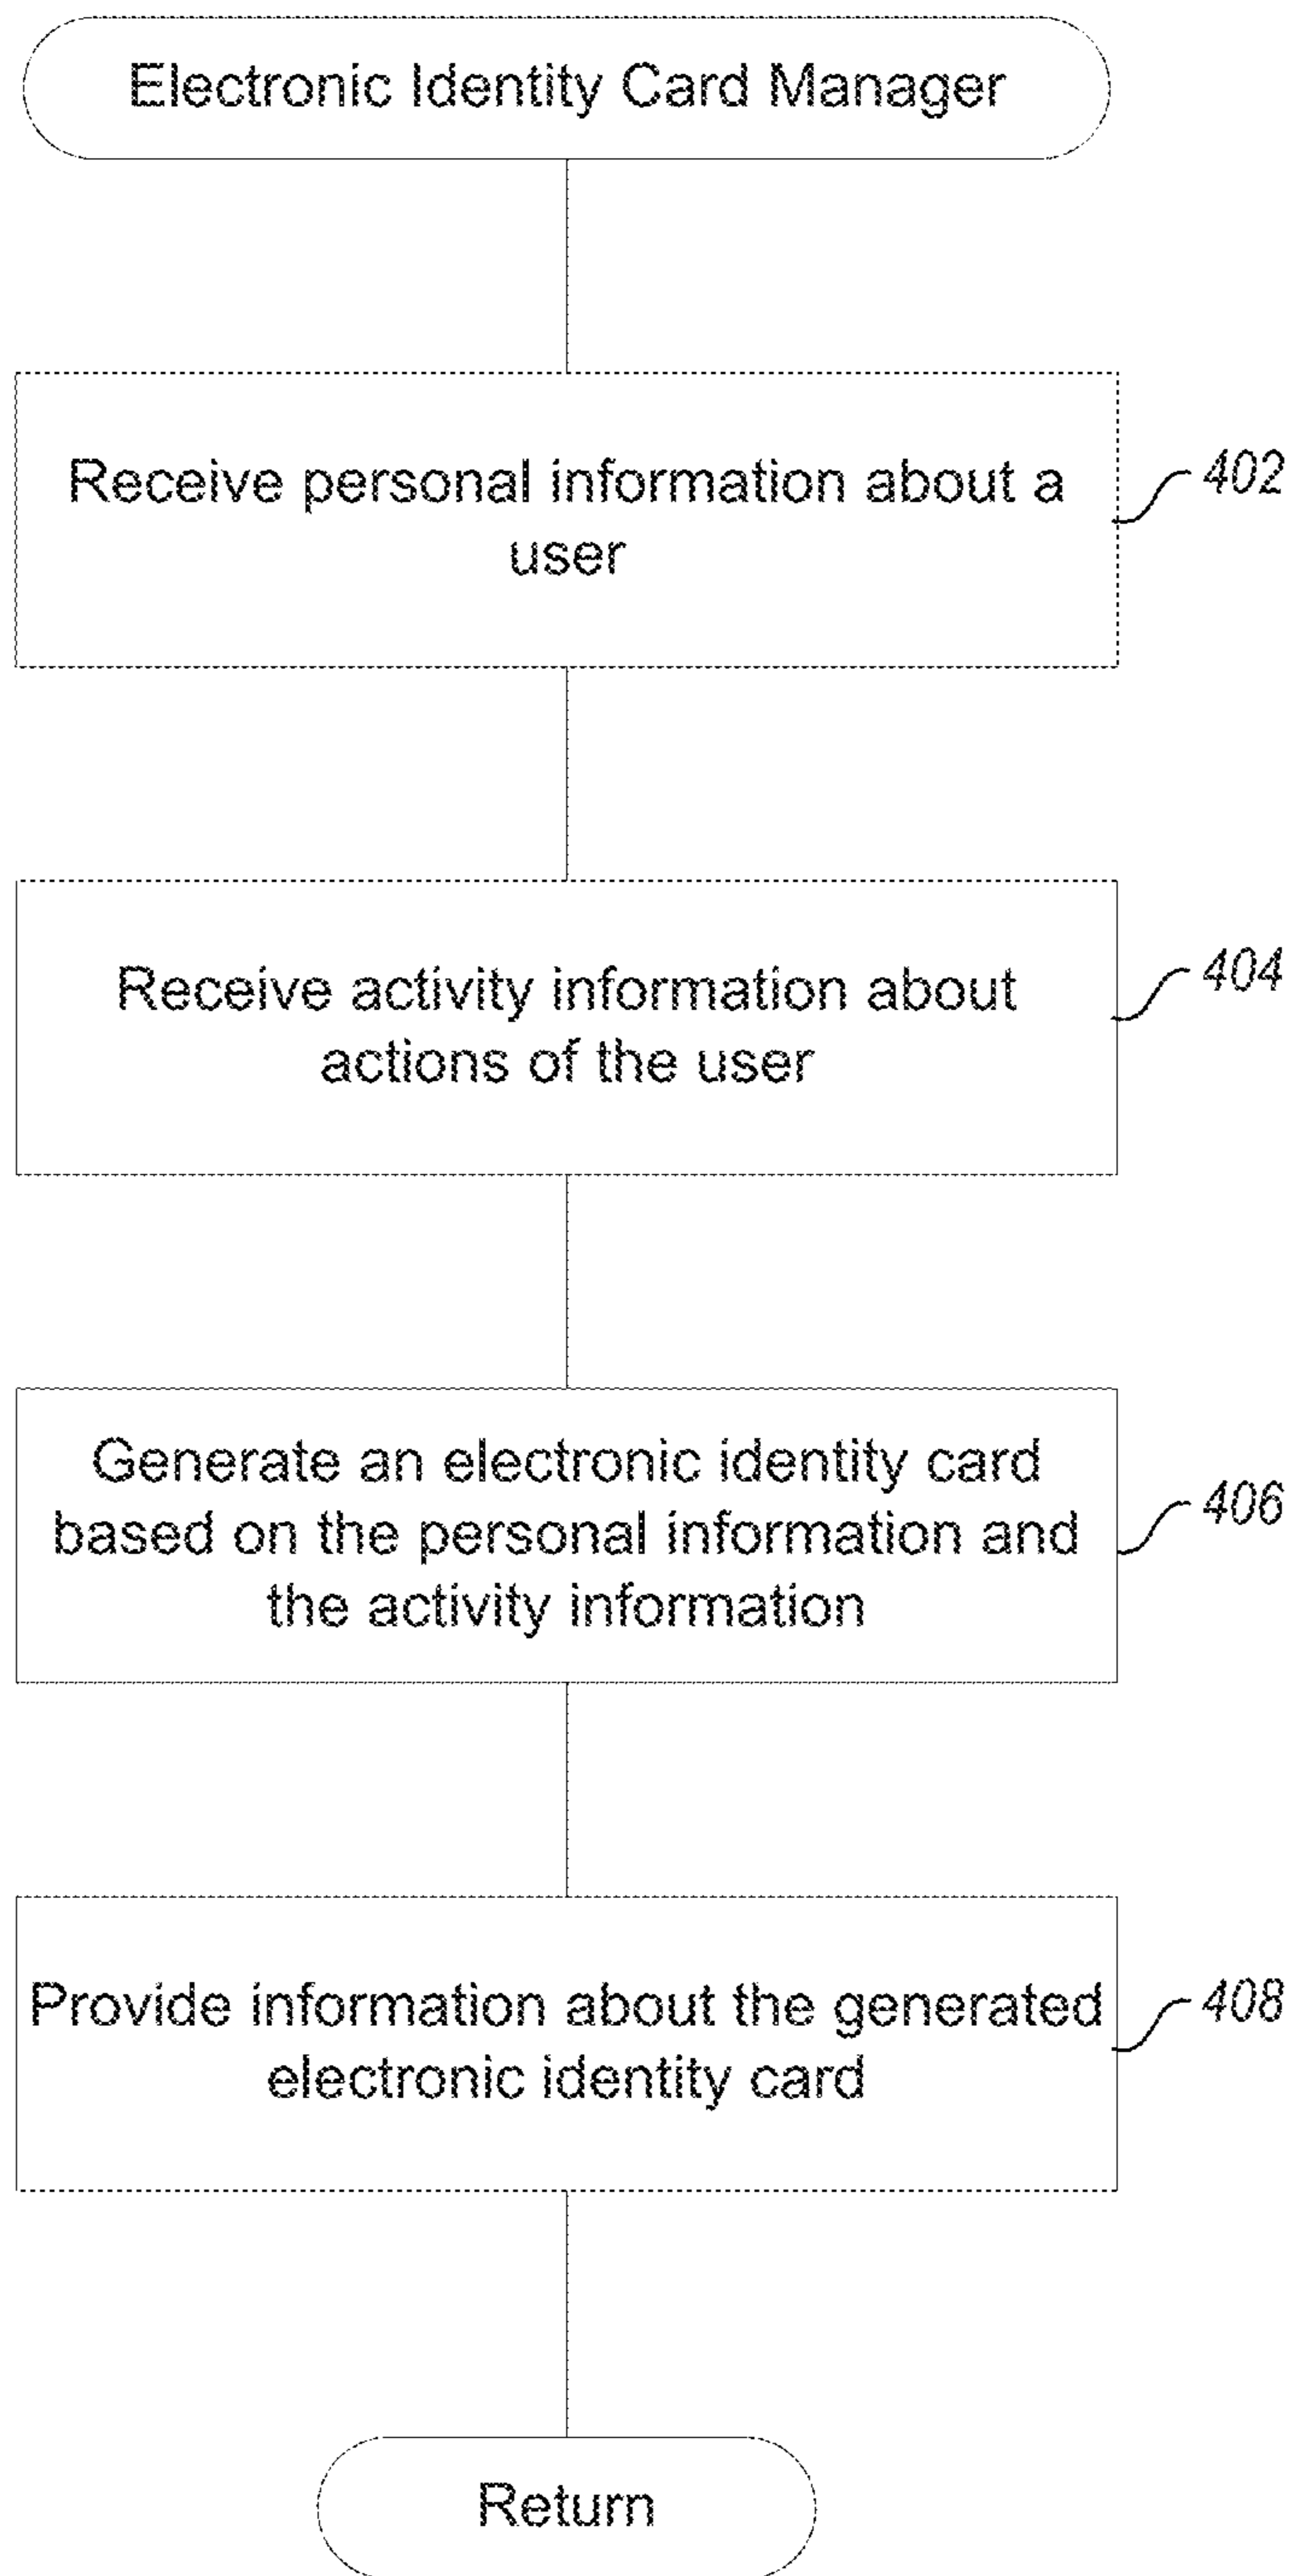 Electronic Identity Card Manager
Receive personal information about a
user
402
Receive activity information about
actions of the user
404
Generate an electronic identity card
based on the personal information and
the activity information
406
Provide information about the generated
electronic identity card
408
Return